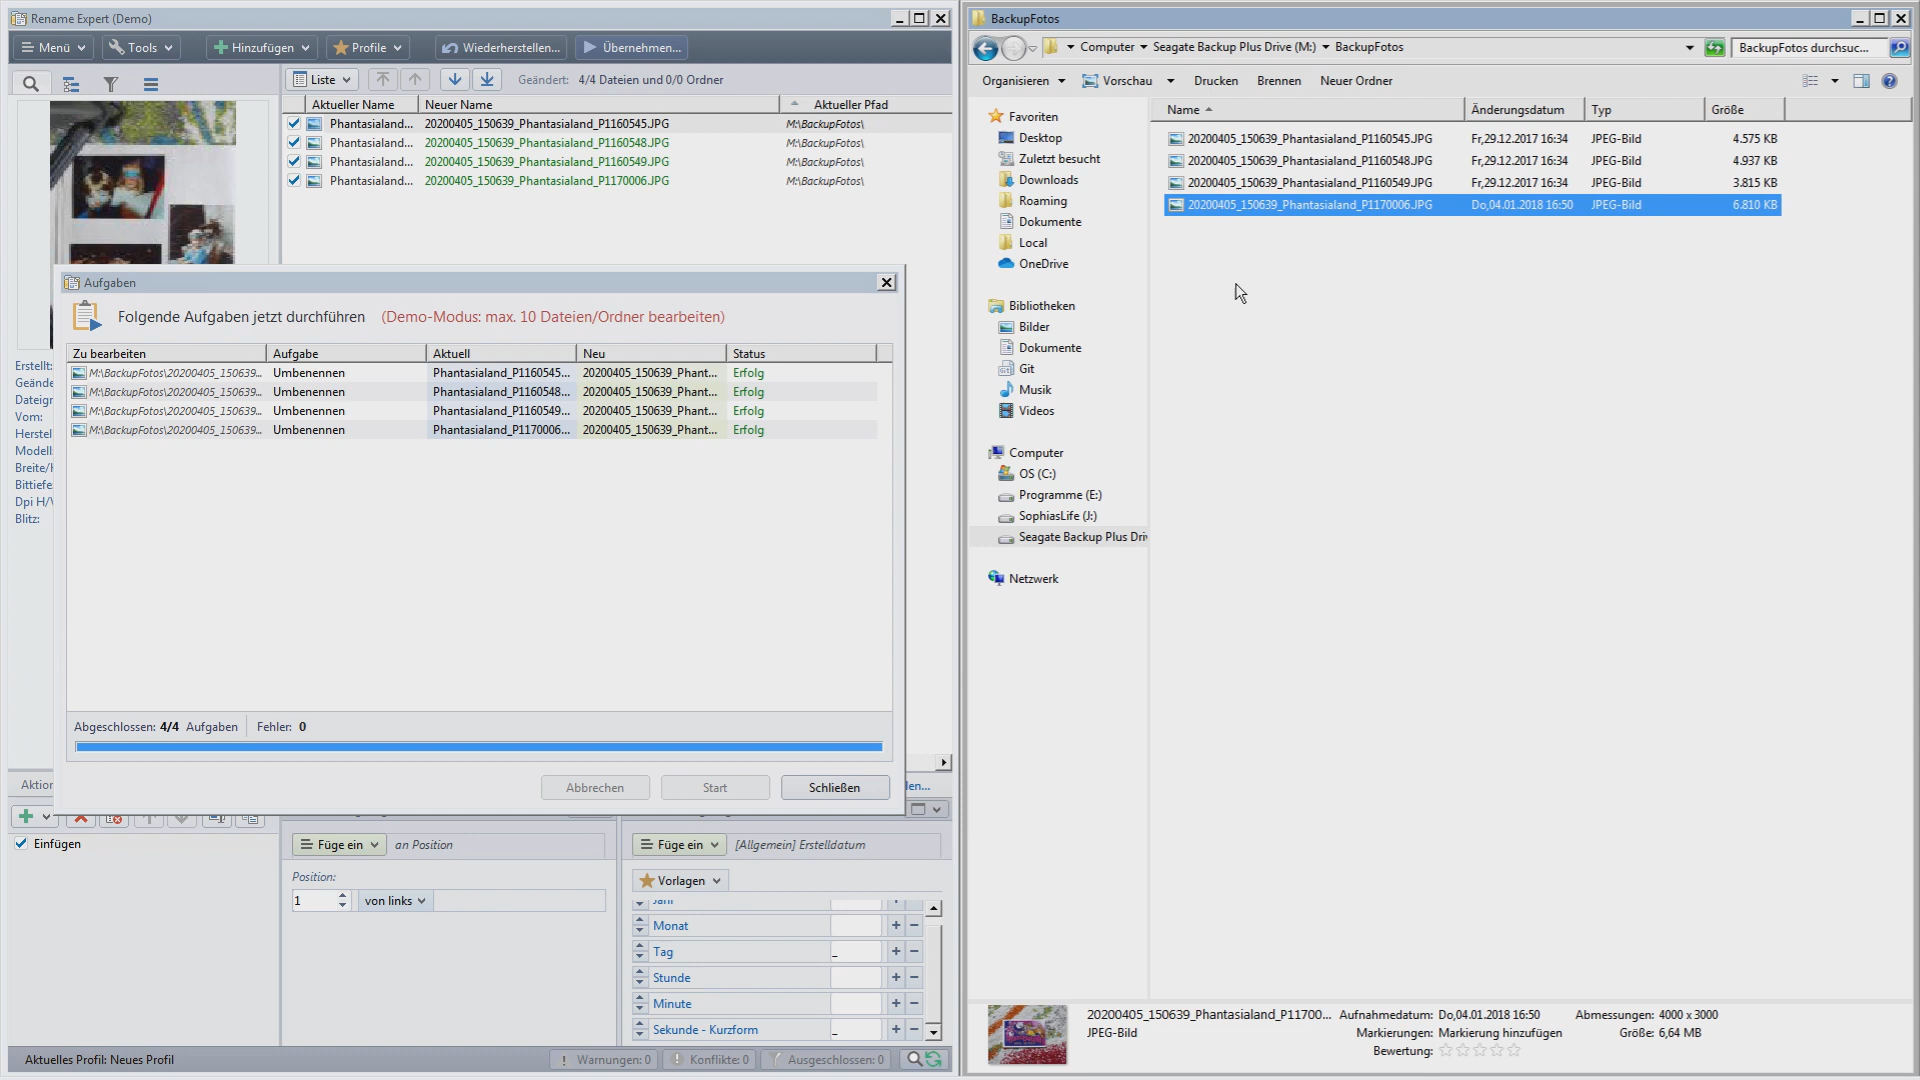 Rename Expert (Demo)
Menü
Tools
Hinzufügen
Profile
Wiederherstellen...
Übernehmen...
Liste
Geändert: 4/4 Dateien und 0/0 Ordner
Aktueller Name
Neuer Name
Aktueller Pfad
Phantasialand... 20200405_150639_Phantasialand_P1160545.JPG M:\BackupFotos\
Phantasialand... 20200405_150639_Phantasialand_P1160548.JPG M:\BackupFotos\
Phantasialand... 20200405_150639_Phantasialand_P1160549.JPG M:\BackupFotos\
Phantasialand... 20200405_150639_Phantasialand_P1170006.JPG M:\BackupFotos\
Erstellt:
Geände
Dateigr
Vom:
Herstel
Modell:
Breite/H
Bittiefe
Dpi H/V
Blitz:
Aufgaben
Folgende Aufgaben jetzt durchführen (Demo-Modus: max. 10 Dateien/Ordner bearbeiten)
Zu bearbeiten Aufgabe Aktuell Neu Status
M:\BackupFotos\20200405_150639... Umbenennen Phantasialand_P1160545... 20200405_150639_Phant... Erfolg
M:\BackupFotos\20200405_150639... Umbenennen Phantasialand_P1160548... 20200405_150639_Phant... Erfolg
M:\BackupFotos\20200405_150639... Umbenennen Phantasialand_P1160549... 20200405_150639_Phant... Erfolg
M:\BackupFotos\20200405_150639... Umbenennen Phantasialand_P1170006... 20200405_150639_Phant... Erfolg
Abgeschlossen: 4/4 Aufgaben Fehler: 0
Abbrechen
Start
Schließen
Aktion
len...
Einfügen
Füge ein an Position
Position:
1 von links
Füge ein [Allgemein] Erstelldatum
Vorlagen
Jahr
Monat
Tag _
Stunde
Minute
Sekunde - Kurzform _
Aktuelles Profil: Neues Profil
Warnungen: 0
Konflikte: 0
Ausgeschlossen: 0
BackupFotos
Computer Seagate Backup Plus Drive (M:) BackupFotos
BackupFotos durchsuc...
Organisieren
Vorschau
Drucken
Brennen
Neuer Ordner
Favoriten
Desktop
Zuletzt besucht
Downloads
Roaming
Dokumente
Local
OneDrive
Bibliotheken
Bilder
Dokumente
Git
Musik
Videos
Computer
OS (C:)
Programme (E:)
SophiasLife (J:)
Seagate Backup Plus Driv
Netzwerk
Name Änderungsdatum Typ Größe
20200405_150639_Phantasialand_P1160545.JPG Fr,29.12.2017 16:34 JPEG-Bild 4.575 KB
20200405_150639_Phantasialand_P1160548.JPG Fr,29.12.2017 16:34 JPEG-Bild 4.937 KB
20200405_150639_Phantasialand_P1160549.JPG Fr,29.12.2017 16:34 JPEG-Bild 3.815 KB
20200405_150639_Phantasialand_P1170006.JPG Do,04.01.2018 16:50 JPEG-Bild 6.810 KB
20200405_150639_Phantasialand_P11700... Aufnahmedatum: Do,04.01.2018 16:50 Abmessungen: 4000 x 3000
JPEG-Bild Markierungen: Markierung hinzufügen Größe: 6,64 MB
Bewertung: